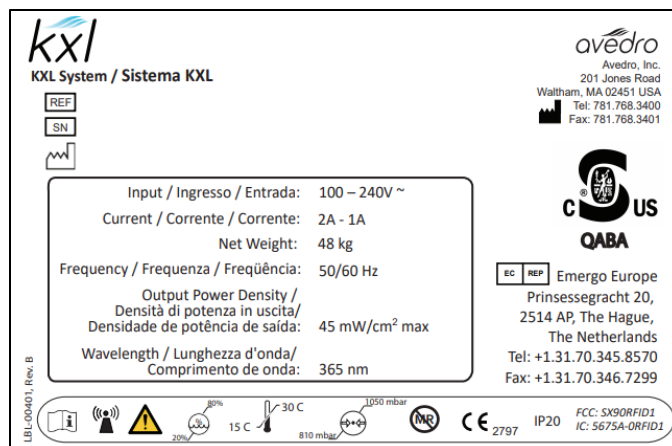 kxl
KXL System / Sistema KXL
REF
SN
avedro
Avedro, Inc.
201 Jones Road
Waltham, MA 02451 USA
Tel: 781.768.3400
Fax: 781.768.3401
Input / Ingresso / Entrada: 100 – 240V ~
Current / Corrente / Corrente: 2A - 1A
Net Weight: 48 kg
Frequency / Frequenza / Freqüência: 50/60 Hz
Output Power Density /
Densità di potenza in uscita/
Densidade de potência de saída: 45 mW/cm² max
Wavelength / Lunghezza d'onda/
Comprimento de onda: 365 nm
C S US
®
QABA
EC REP Emergo Europe
Prinsessegracht 20,
2514 AP, The Hague,
The Netherlands
Tel: +1.31.70.345.8570
Fax: +1.31.70.346.7299
LBL-00401, Rev. B
i
20% % 80%
15 C 30 C
810 mbar 1050 mbar
MR
CE 2797
IP20
FCC: SX90RFID1
IC: 5675A-0RFID1